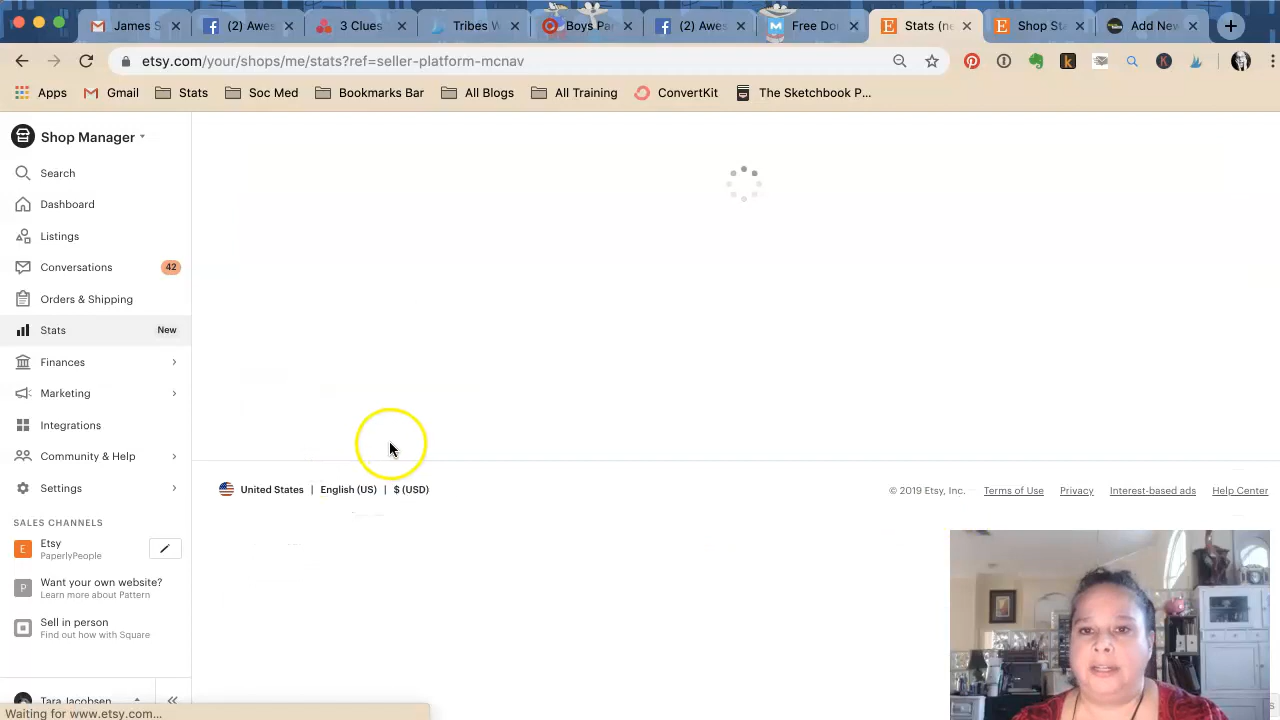 James S
(2) Awes
3 Clues
Tribes W
Boys Par
(2) Awes
Free Dou
Stats (ne
Shop Sta
Add New
etsy.com/your/shops/me/stats?ref=seller-platform-mcnav
Apps
Gmail
Stats
Soc Med
Bookmarks Bar
All Blogs
All Training
ConvertKit
The Sketchbook P...
Shop Manager
Search
Dashboard
Listings
Conversations 42
Orders & Shipping
Stats New
Finances
Marketing
Integrations
Community & Help
Settings
SALES CHANNELS
E Etsy
PaperlyPeople
P Want your own website?
Learn more about Pattern
Sell in person
Find out how with Square
Tara Jacobsen
Waiting for www.etsy.com...
United States | English (US) | $ (USD)
© 2019 Etsy, Inc. Terms of Use Privacy Interest-based ads Help Center